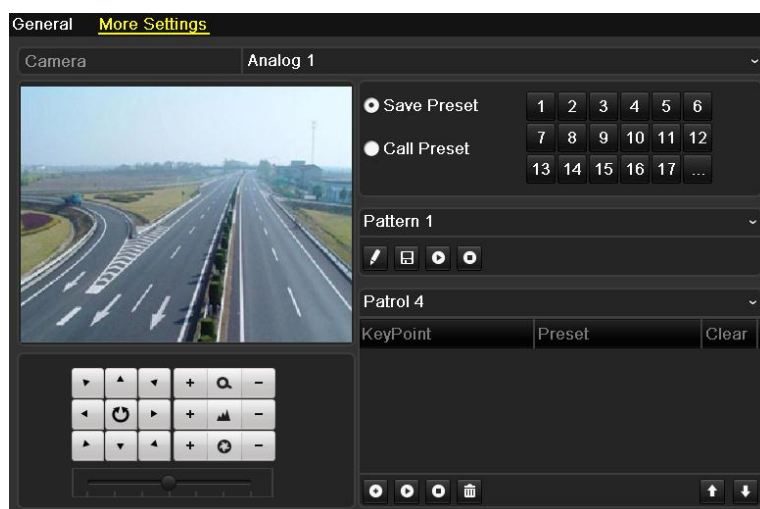 General More Settings
Camera Analog 1
Save Preset 1 2 3 4 5 6
Call Preset 7 8 9 10 11 12
13 14 15 16 17 ...
Pattern 1
Patrol 4
KeyPoint Preset Clear
+ -
+ -
+ -